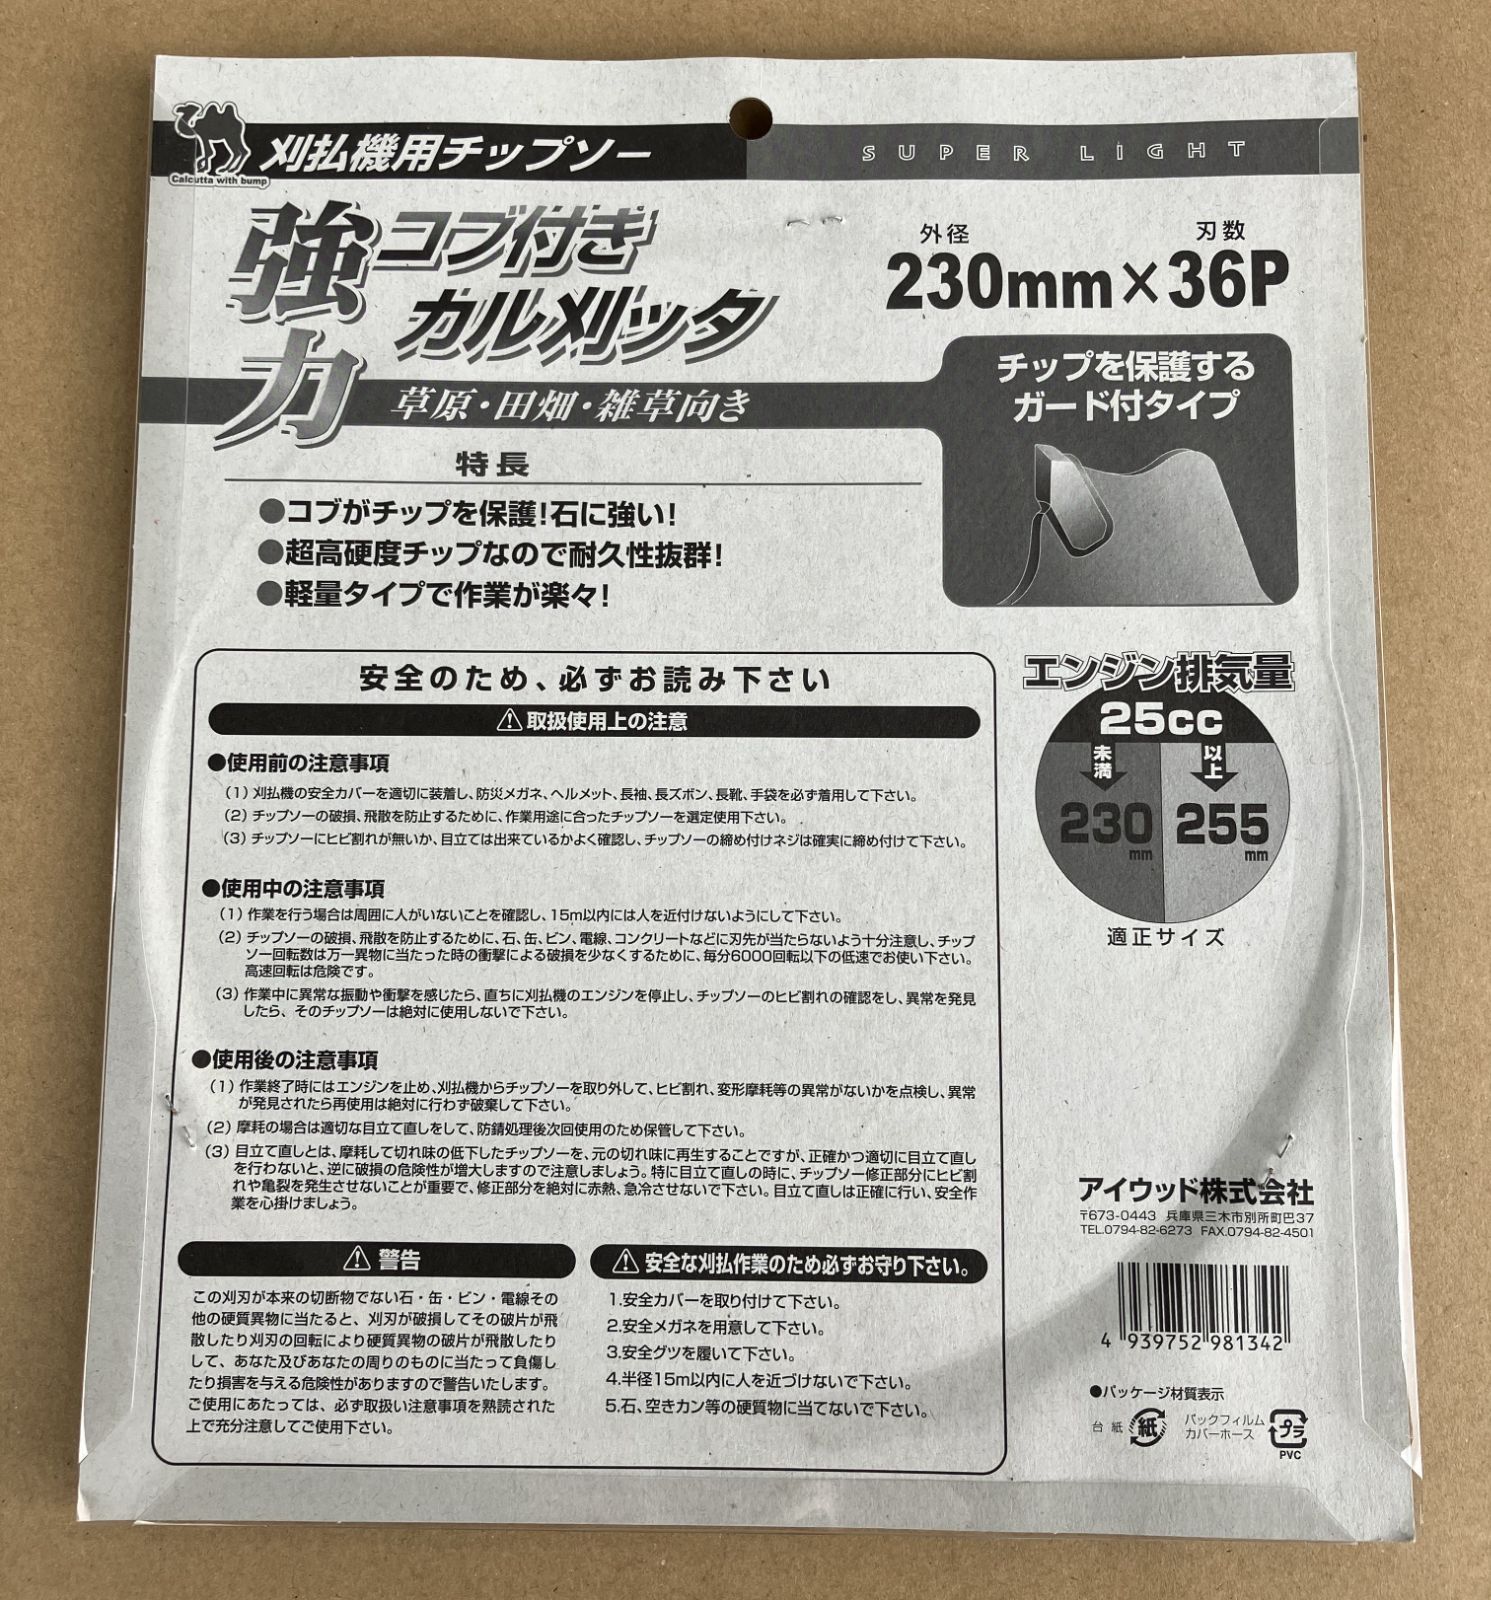 刈払機用チップソー
SUPER LIGHT
Calcutta with bump
強力
コブ付き
カル刈ッタ
草原・田畑・雑草向き
外径 刃数
230mm×36P
チップを保護する
ガード付タイプ
特長
●コブがチップを保護!石に強い!
●超高硬度チップなので耐久性抜群!
●軽量タイプで作業が楽々!
安全のため、必ずお読み下さい
⚠取扱使用上の注意
●使用前の注意事項
(1)刈払機の安全カバーを適切に装着し、防災メガネ、ヘルメット、長袖、長ズボン、長靴、手袋を必ず着用して下さい。
(2)チップソーの破損、飛散を防止するために、作業用途に合ったチップソーを選定使用下さい。
(3)チップソーにヒビ割れが無いか、目立ては出来ているかよく確認し、チップソーの締め付けネジは確実に締め付けて下さい。
●使用中の注意事項
(1)作業を行う場合は周囲に人がいないことを確認し、15m以内には人を近付けないようにして下さい。
(2)チップソーの破損、飛散を防止するために、石、缶、ビン、電線、コンクリートなどに刃先が当たらないよう十分注意し、チップ
ソー回転数は万一異物に当たった時の衝撃による破損を少なくするために、毎分6000回転以下の低速でお使い下さい。
高速回転は危険です。
(3)作業中に異常な振動や衝撃を感じたら、直ちに刈払機のエンジンを停止し、チップソーのヒビ割れの確認をし、異常を発見
したら、そのチップソーは絶対に使用しないで下さい。
●使用後の注意事項
(1)作業終了時にはエンジンを止め、刈払機からチップソーを取り外して、ヒビ割れ、変形摩耗等の異常がないかを点検し、異常
が発見されたら再使用は絶対に行わず破棄して下さい。
(2)摩耗の場合は適切な目立て直しをして、防錆処理後次回使用のため保管して下さい。
(3)目立て直しとは、摩耗して切れ味の低下したチップソーを、元の切れ味に再生することですが、正確かつ適切に目立て直し
を行わないと、逆に破損の危険性が増大しますので注意しましょう。特に目立て直しの時に、チップソー修正部分にヒビ割
れや亀裂を発生させないことが重要で、修正部分を絶対に赤熱、急冷させないで下さい。目立て直しは正確に行い、安全作
業を心掛けましょう。
⚠警告
この刈刃が本来の切断物でない石・缶・ビン・電線その
他の硬質異物に当たると、刈刃が破損してその破片が飛
散したり刈刃の回転により硬質異物の破片が飛散したり
して、あなた及びあなたの周りのものに当たって負傷し
たり損害を与える危険性がありますので警告いたします。
ご使用にあたっては、必ず取扱い注意事項を熟読された
上で充分注意してご使用下さい。
⚠安全な刈払作業のため必ずお守り下さい。
1.安全カバーを取り付けて下さい。
2.安全メガネを用意して下さい。
3.安全グツを履いて下さい。
4.半径15m以内に人を近づけないで下さい。
5.石、空きカン等の硬質物に当てないで下さい。
エンジン排気量
25cc
未満 以上
230mm 255mm
適正サイズ
アイウッド株式会社
〒673-0443 兵庫県三木市別所町巴37
TEL.0794-82-6273 FAX.0794-82-4501
4 939752 981342
●パッケージ材質表示
台紙 紙 パックフィルム
カバーホース プラ
PVC